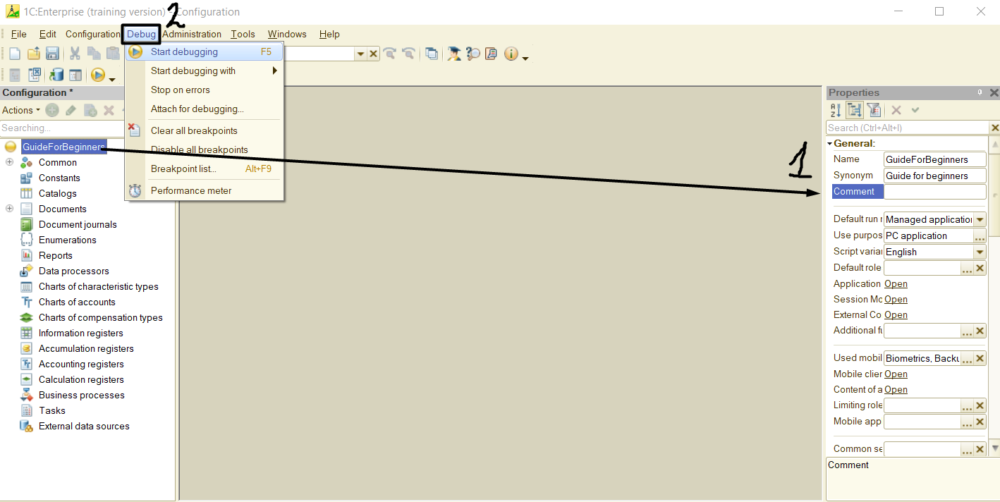 1C:Enterprise (training version) - Configuration
2
File Edit Configuration Debug Administration Tools Windows Help
Start debugging F5
Start debugging with
Stop on errors
Attach for debugging...
Clear all breakpoints
Disable all breakpoints
Breakpoint list... Alt+F9
Performance meter
Configuration *
Actions
Searching...
GuideForBeginners
Common
Constants
Catalogs
Documents
Document journals
Enumerations
Reports
Data processors
Charts of characteristic types
Charts of accounts
Charts of compensation types
Information registers
Accumulation registers
Accounting registers
Calculation registers
Business processes
Tasks
External data sources
1
Properties
Search (Ctrl+Alt+I)
General:
Name GuideForBeginners
Synonym Guide for beginners
Comment
Default run Managed application
Use purpos PC application ...
Script varia English
Default role ...
Application Open
Session Mo Open
External Co Open
Additional fu ...
Used mobil Biometrics, Backu ...
Mobile clier Open
Content of a Open
Limiting role ...
Mobile app ...
Common se ...
Comment